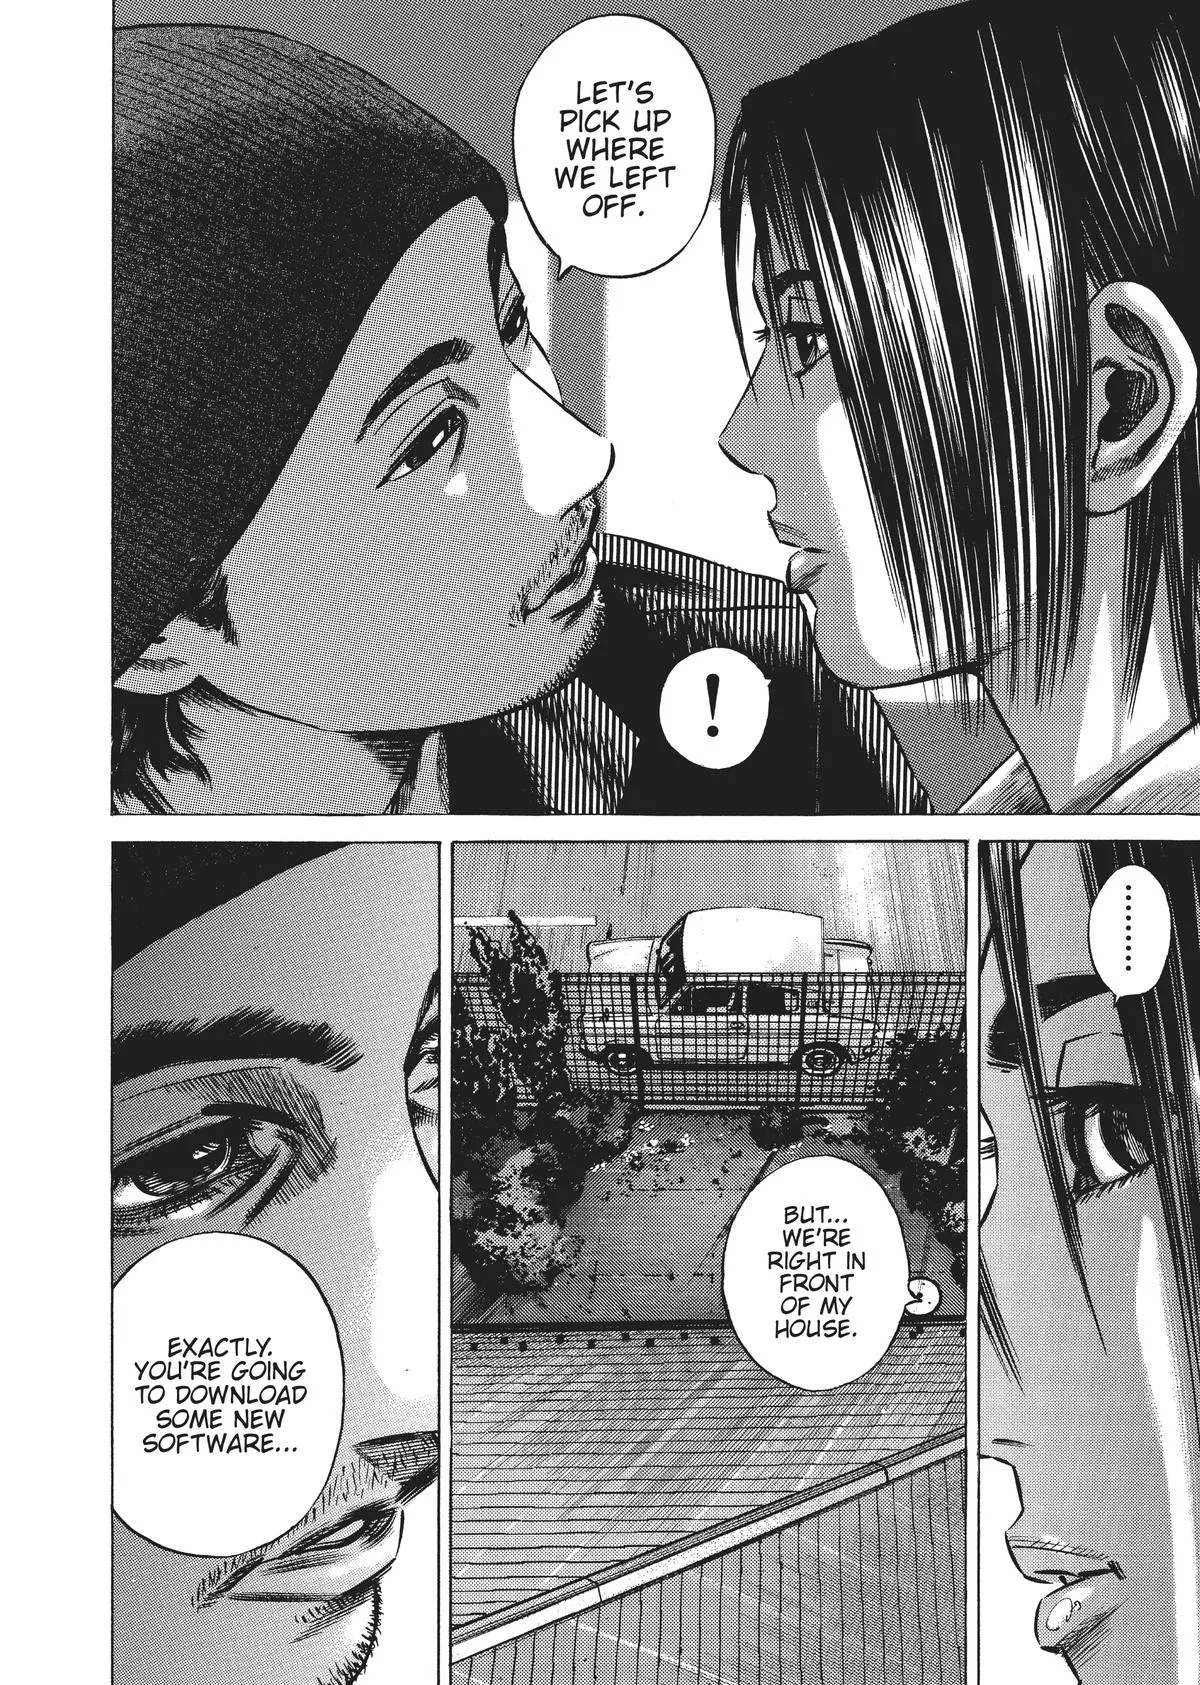 LET'S
PICK UP
WHERE
WE LEFT
OFF.
!
.........
BUT...
WE'RE
RIGHT IN
FRONT
OF MY
HOUSE.
EXACTLY.
YOU'RE GOING
TO DOWNLOAD
SOME NEW
SOFTWARE...